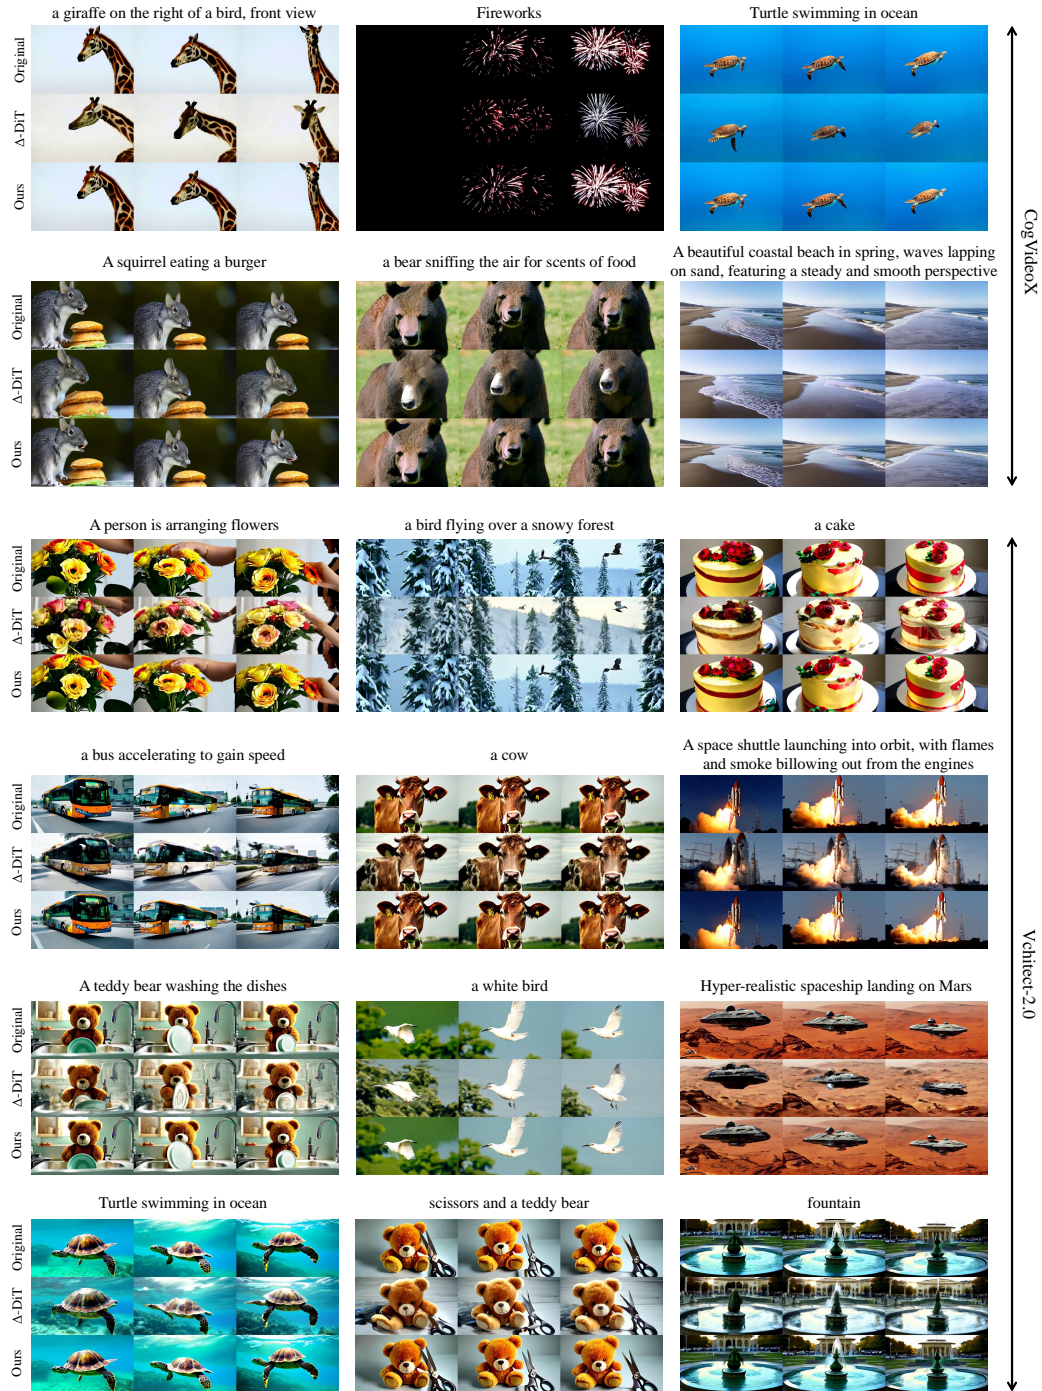 a giraffe on the right of a bird, front view
Fireworks
Turtle swimming in ocean
Original
Δ-DiT
Ours
A squirrel eating a burger
a bear sniffing the air for scents of food
A beautiful coastal beach in spring, waves lapping
on sand, featuring a steady and smooth perspective
Original
Δ-DiT
Ours
CogVideoX
A person is arranging flowers
a bird flying over a snowy forest
a cake
Original
Δ-DiT
Ours
a bus accelerating to gain speed
a cow
A space shuttle launching into orbit, with flames
and smoke billowing out from the engines
Original
Δ-DiT
Ours
A teddy bear washing the dishes
a white bird
Hyper-realistic spaceship landing on Mars
Original
Δ-DiT
Ours
Turtle swimming in ocean
scissors and a teddy bear
fountain
Original
Δ-DiT
Ours
Vchitect-2.0